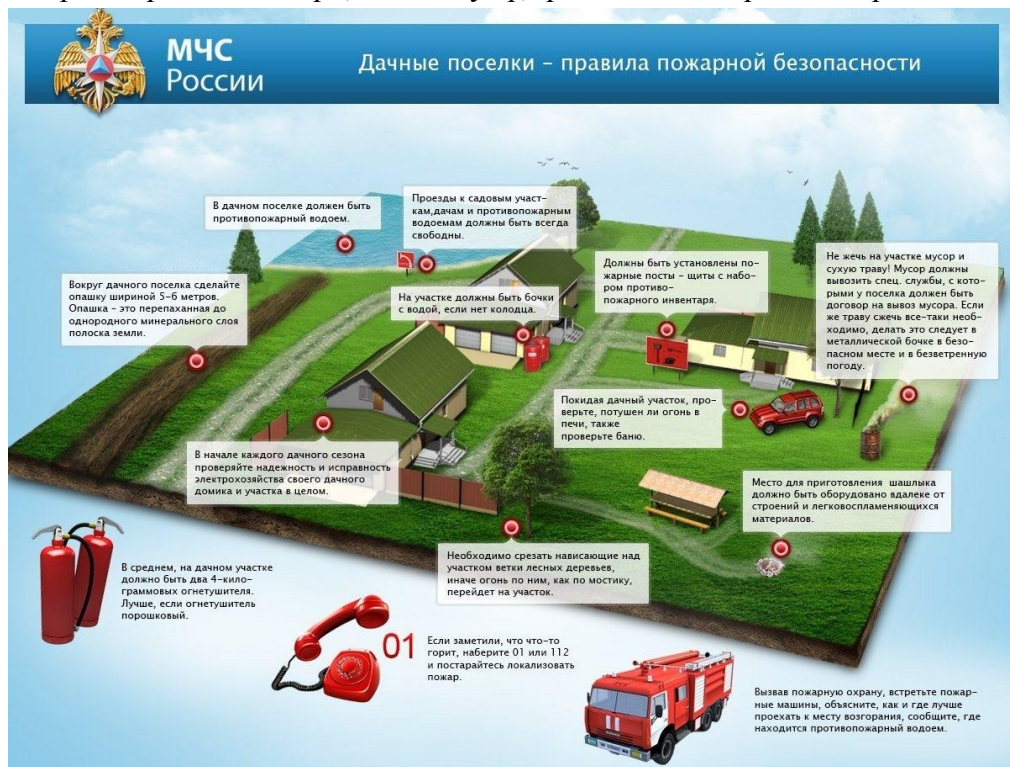 МЧС
России
Дачные поселки – правила пожарной безопасности
В дачном поселке должен быть
противопожарный водоем.
Проезды к садовым участ-
кам,дачам и противопожарным
водоемам должны быть всегда
свободны.
Вокруг дачного поселка сделайте
опашку шириной 5-6 метров.
Опашка – это перепаханная до
однородного минерального слоя
полоска земли.
На участке должны быть бочки
с водой, если нет колодца.
Должны быть установлены по-
жарные посты – щиты с набо-
ром противо-
пожарного инвентаря.
Не жечь на участке мусор и
сухую траву! Мусор должны
вывозить спец. службы, с кото-
рыми у поселка должен быть
договор на вывоз мусора. Если
же траву сжечь все-таки необ-
ходимо, делать это следует в
металлической бочке в безо-
пасном месте и в безветренную
погоду.
Покидая дачный участок, про-
верьте, потушен ли огонь в
печи, также
проверьте баню.
В начале каждого дачного сезона
проверяйте надежность и исправность
электрохозяйства своего дачного
домика и участка в целом.
Место для приготовления шашлыка
должно быть оборудовано вдалеке от
строений и легковоспламеняющихся
материалов.
Необходимо срезать нависающие над
участком ветки лесных деревьев,
иначе огонь по ним, как по мостику,
перейдет на участок.
В среднем, на дачном участке
должно быть два 4-кило-
граммовых огнетушителя.
Лучше, если огнетушитель
порошковый.
01
Если заметили, что что-то
горит, наберите 01 или 112
и постарайтесь локализовать
пожар.
Вызвав пожарную охрану, встретьте пожар-
ные машины, объясните, как и где лучше
проехать к месту возгорания, сообщите, где
находится противопожарный водоем.